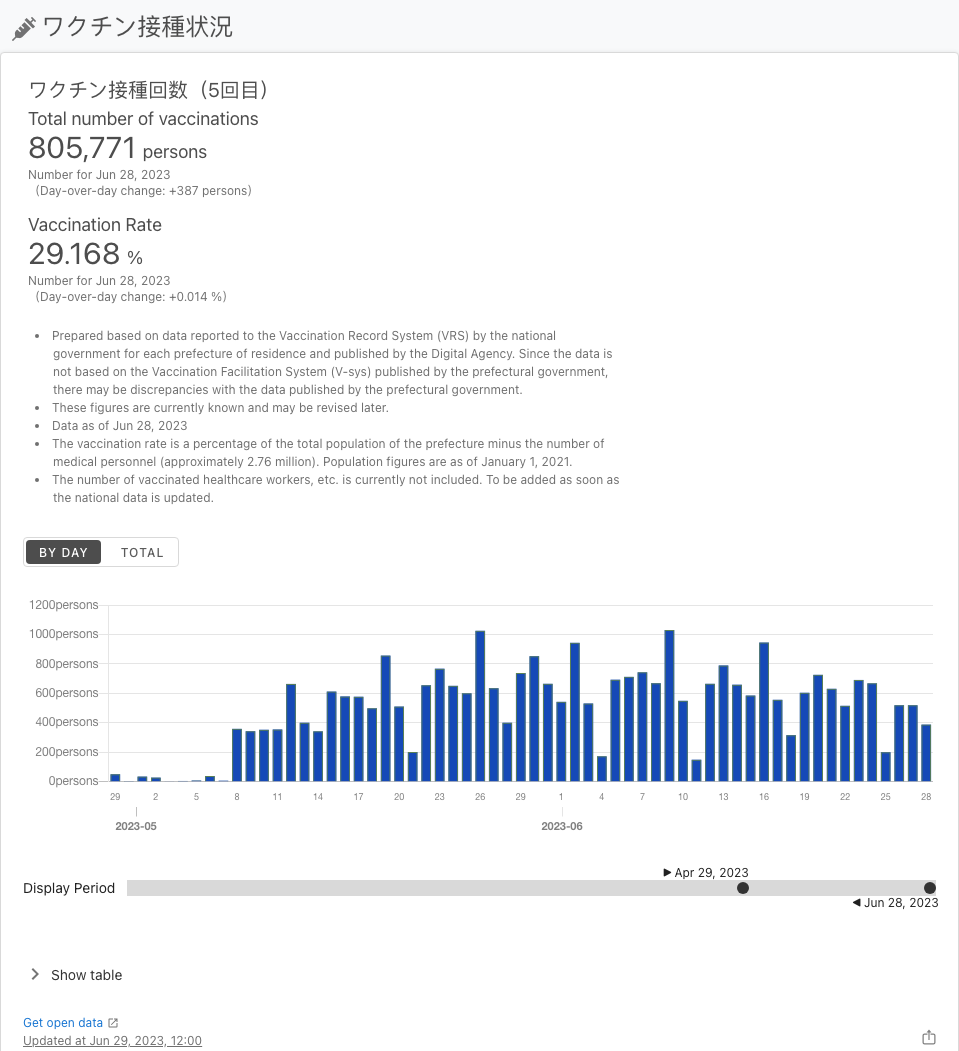 ワクチン接種状況
ワクチン接種回数（5回目）
Total number of vaccinations
805,771 persons
Number for Jun 28, 2023
（Day-over-day change: +387 persons）
Vaccination Rate
29.168 %
Number for Jun 28, 2023
（Day-over-day change: +0.014 %）
• Prepared based on data reported to the Vaccination Record System (VRS) by the national
government for each prefecture of residence and published by the Digital Agency. Since the data is
not based on the Vaccination Facilitation System (V-sys) published by the prefectural government,
there may be discrepancies with the data published by the prefectural government.
• These figures are currently known and may be revised later.
• Data as of Jun 28, 2023
• The vaccination rate is a percentage of the total population of the prefecture minus the number of
medical personnel (approximately 2.76 million). Population figures are as of January 1, 2021.
• The number of vaccinated healthcare workers, etc. is currently not included. To be added as soon as
the national data is updated.
BY DAY TOTAL
1200persons
1000persons
800persons
600persons
400persons
200persons
0persons
29 2 5 8 11 14 17 20 23 26 29 1 4 7 10 13 16 19 22 25 28
2023-05 2023-06
▶ Apr 29, 2023
Display Period
◀ Jun 28, 2023
Show table
Get open data
Updated at Jun 29, 2023, 12:00